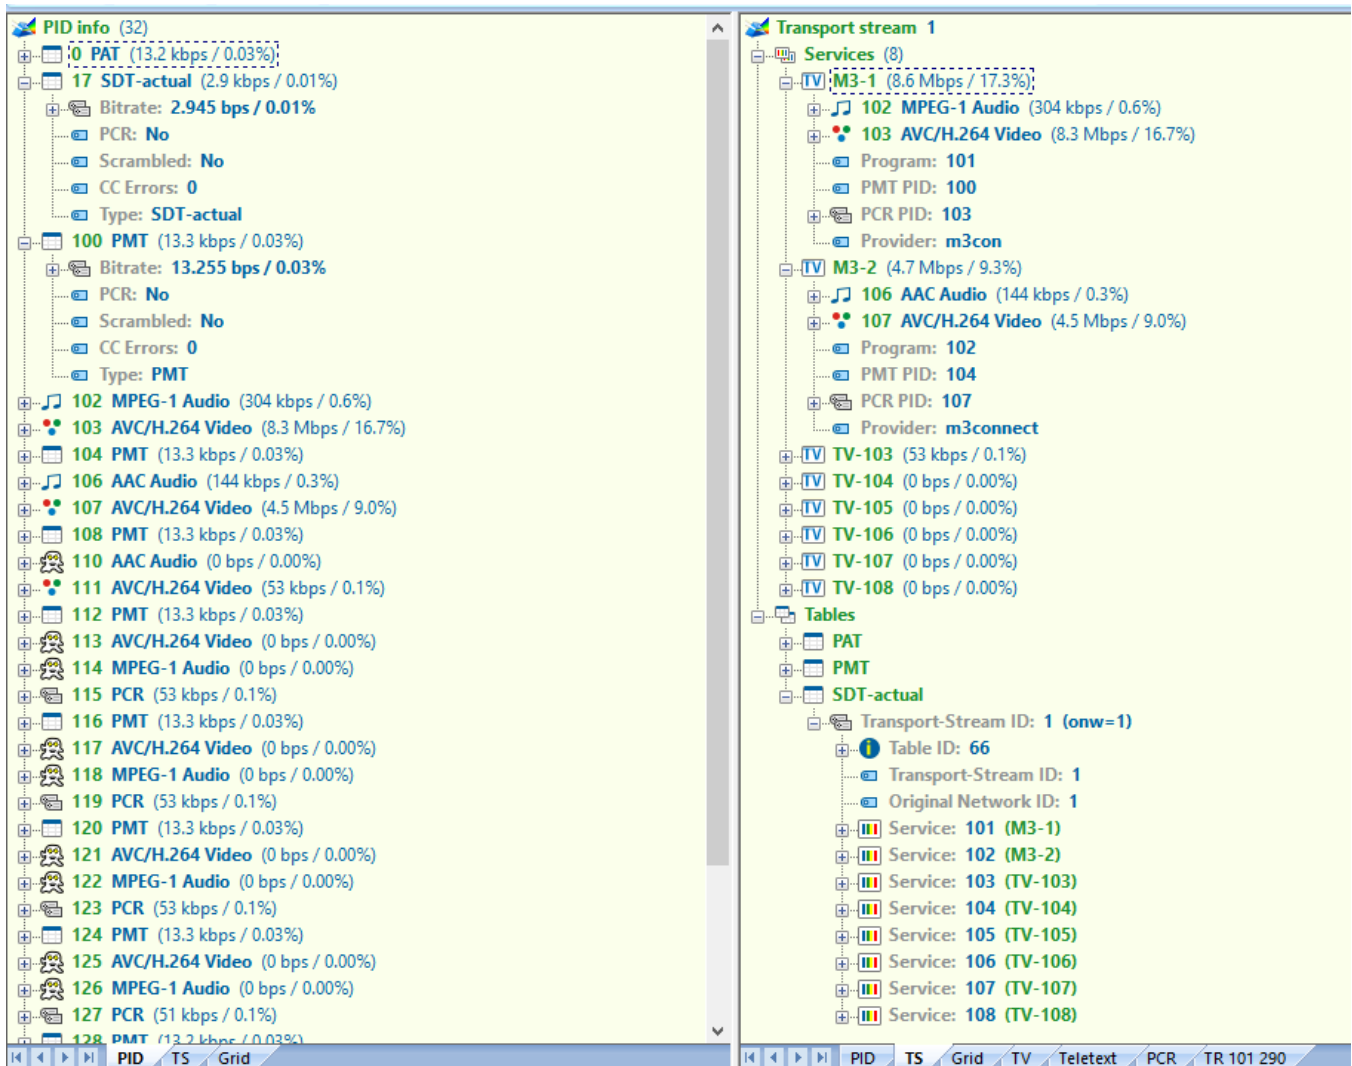 PID info (32)
0 PAT (13.2 kbps / 0.03%)
17 SDT-actual (2.9 kbps / 0.01%)
Bitrate: 2.945 bps / 0.01%
PCR: No
Scrambled: No
CC Errors: 0
Type: SDT-actual
100 PMT (13.3 kbps / 0.03%)
Bitrate: 13.255 bps / 0.03%
PCR: No
Scrambled: No
CC Errors: 0
Type: PMT
102 MPEG-1 Audio (304 kbps / 0.6%)
103 AVC/H.264 Video (8.3 Mbps / 16.7%)
104 PMT (13.3 kbps / 0.03%)
106 AAC Audio (144 kbps / 0.3%)
107 AVC/H.264 Video (4.5 Mbps / 9.0%)
108 PMT (13.3 kbps / 0.03%)
110 AAC Audio (0 bps / 0.00%)
111 AVC/H.264 Video (53 kbps / 0.1%)
112 PMT (13.3 kbps / 0.03%)
113 AVC/H.264 Video (0 bps / 0.00%)
114 MPEG-1 Audio (0 bps / 0.00%)
115 PCR (53 kbps / 0.1%)
116 PMT (13.3 kbps / 0.03%)
117 AVC/H.264 Video (0 bps / 0.00%)
118 MPEG-1 Audio (0 bps / 0.00%)
119 PCR (53 kbps / 0.1%)
120 PMT (13.3 kbps / 0.03%)
121 AVC/H.264 Video (0 bps / 0.00%)
122 MPEG-1 Audio (0 bps / 0.00%)
123 PCR (53 kbps / 0.1%)
124 PMT (13.3 kbps / 0.03%)
125 AVC/H.264 Video (0 bps / 0.00%)
126 MPEG-1 Audio (0 bps / 0.00%)
127 PCR (51 kbps / 0.1%)
128 PMT (13.2 kbps / 0.03%)
PID TS Grid
Transport stream 1
Services (8)
TV M3-1 (8.6 Mbps / 17.3%)
102 MPEG-1 Audio (304 kbps / 0.6%)
103 AVC/H.264 Video (8.3 Mbps / 16.7%)
Program: 101
PMT PID: 100
PCR PID: 103
Provider: m3con
TV M3-2 (4.7 Mbps / 9.3%)
106 AAC Audio (144 kbps / 0.3%)
107 AVC/H.264 Video (4.5 Mbps / 9.0%)
Program: 102
PMT PID: 104
PCR PID: 107
Provider: m3connect
TV TV-103 (53 kbps / 0.1%)
TV TV-104 (0 bps / 0.00%)
TV TV-105 (0 bps / 0.00%)
TV TV-106 (0 bps / 0.00%)
TV TV-107 (0 bps / 0.00%)
TV TV-108 (0 bps / 0.00%)
Tables
PAT
PMT
SDT-actual
Transport-Stream ID: 1 (onw=1)
Table ID: 66
Transport-Stream ID: 1
Original Network ID: 1
Service: 101 (M3-1)
Service: 102 (M3-2)
Service: 103 (TV-103)
Service: 104 (TV-104)
Service: 105 (TV-105)
Service: 106 (TV-106)
Service: 107 (TV-107)
Service: 108 (TV-108)
PID TS Grid TV Teletext PCR TR 101 290